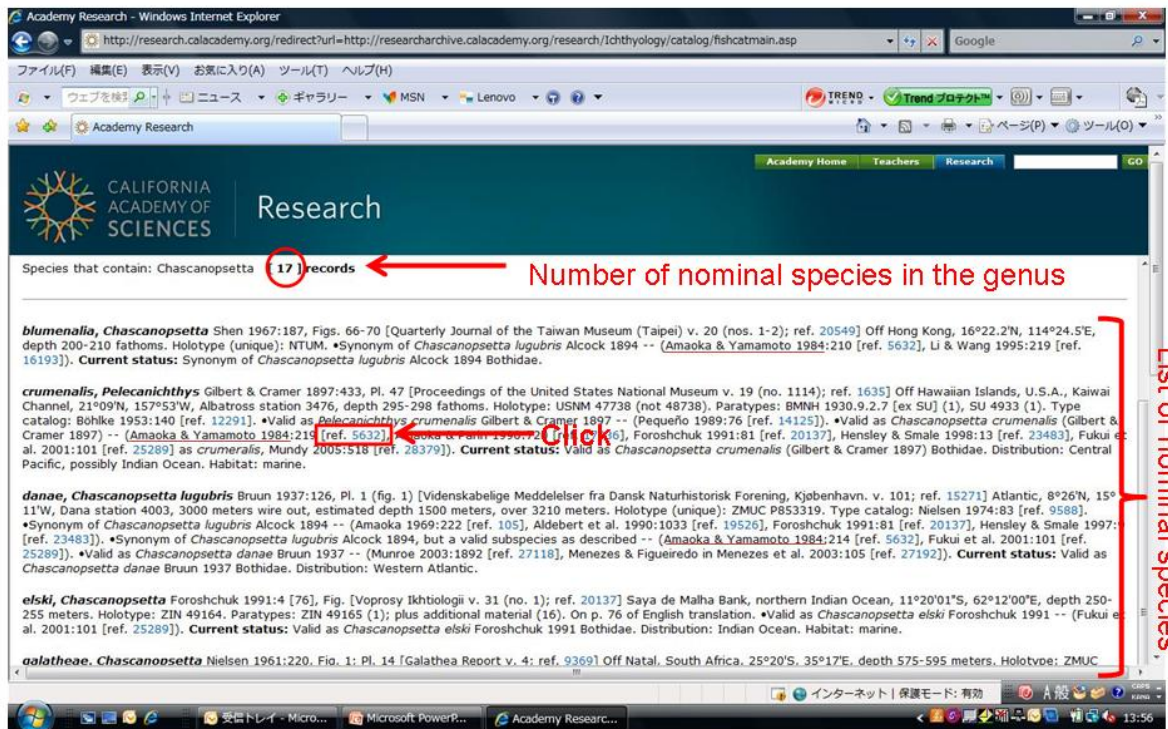 Academy Research - Windows Internet Explorer
http://research.calacademy.org/redirect?url=http://researcharchive.calacademy.org/research/Ichthyology/catalog/fishcatmain.asp
Google
ファイル(F) 編集(E) 表示(V) お気に入り(A) ツール(T) ヘルプ(H)
ウェブを検索 ニュース ギャラリー MSN Lenovo
TREND MICRO Trend プロテクト™
Academy Research
ページ(P) ツール(O)
Academy Home Teachers Research GO
CALIFORNIA
ACADEMY OF
SCIENCES
Research
Species that contain: Chascanopsetta [ 17 ] records
Number of nominal species in the genus
blumenalia, Chascanopsetta Shen 1967:187, Figs. 66-70 [Quarterly Journal of the Taiwan Museum (Taipei) v. 20 (nos. 1-2); ref. 20549] Off Hong Kong, 16°22.2'N, 114°24.5'E,
depth 200-210 fathoms. Holotype (unique): NTUM. •Synonym of Chascanopsetta lugubris Alcock 1894 -- (Amaoka & Yamamoto 1984:210 [ref. 5632], Li & Wang 1995:219 [ref.
16193]). Current status: Synonym of Chascanopsetta lugubris Alcock 1894 Bothidae.
crumenalis, Pelecanichthys Gilbert & Cramer 1897:433, Pl. 47 [Proceedings of the United States National Museum v. 19 (no. 1114); ref. 1635] Off Hawaiian Islands, U.S.A., Kaiwai
Channel, 21°09'N, 157°53'W, Albatross station 3476, depth 295-298 fathoms. Holotype: USNM 47738 (not 48738). Paratypes: BMNH 1930.9.2.7 [ex SU] (1), SU 4933 (1). Type
catalog: Böhlke 1953:140 [ref. 12291]. •Valid as Pelecanichthys crumenalis Gilbert & Cramer 1897 -- (Pequeño 1989:76 [ref. 14125]). •Valid as Chascanopsetta crumenalis (Gilbert &
Cramer 1897) -- (Amaoka & Yamamoto 1984:219 [ref. 5632], Foroshchuk 1991:81 [ref. 20137], Hensley & Smale 1998:13 [ref. 23483], Fukui et
al. 2001:101 [ref. 25289] as crumeralis, Mundy 2005:518 [ref. 28379]). Current status: Valid as Chascanopsetta crumenalis (Gilbert & Cramer 1897) Bothidae. Distribution: Central
Pacific, possibly Indian Ocean. Habitat: marine.
Click
danae, Chascanopsetta lugubris Bruun 1937:126, Pl. 1 (fig. 1) [Videnskabelige Meddelelser fra Dansk Naturhistorisk Forening, Kjøbenhavn. v. 101; ref. 15271] Atlantic, 8°26'N, 15°
11'W, Dana station 4003, 3000 meters wire out, estimated depth 1500 meters, over 3210 meters. Holotype (unique): ZMUC P853319. Type catalog: Nielsen 1974:83 [ref. 9588].
•Synonym of Chascanopsetta lugubris Alcock 1894 -- (Amaoka 1969:222 [ref. 105], Aldebert et al. 1990:1033 [ref. 19526], Foroshchuk 1991:81 [ref. 20137], Hensley & Smale 1997:9
[ref. 23483]). •Synonym of Chascanopsetta lugubris Alcock 1894, but a valid subspecies as described -- (Amaoka & Yamamoto 1984:214 [ref. 5632], Fukui et al. 2001:101 [ref.
25289]). •Valid as Chascanopsetta danae Bruun 1937 -- (Munroe 2003:1892 [ref. 27118], Menezes & Figueiredo in Menezes et al. 2003:105 [ref. 27192]). Current status: Valid as
Chascanopsetta danae Bruun 1937 Bothidae. Distribution: Western Atlantic.
elski, Chascanopsetta Foroshchuk 1991:4 [76], Fig. [Voprosy Ikhtiologii v. 31 (no. 1); ref. 20137] Saya de Malha Bank, northern Indian Ocean, 11°20'01"S, 62°12'00"E, depth 250-
255 meters. Holotype: ZIN 49164. Paratypes: ZIN 49165 (1); plus additional material (16). On p. 76 of English translation. •Valid as Chascanopsetta elski Foroshchuk 1991 -- (Fukui et
al. 2001:101 [ref. 25289]). Current status: Valid as Chascanopsetta elski Foroshchuk 1991 Bothidae. Distribution: Indian Ocean. Habitat: marine.
galatheae, Chascanopsetta Nielsen 1961:220, Fig. 1; Pl. 14 [Galathea Report v. 4; ref. 9369] Off Natal, South Africa, 25°20'S, 35°17'E, depth 575-595 meters. Holotype: ZMUC
List of nominal species
インターネット | 保護モード: 有効
A 般
CAPS
KANA
受信トレイ - Micro... Microsoft PowerP... Academy Researc... 13:56